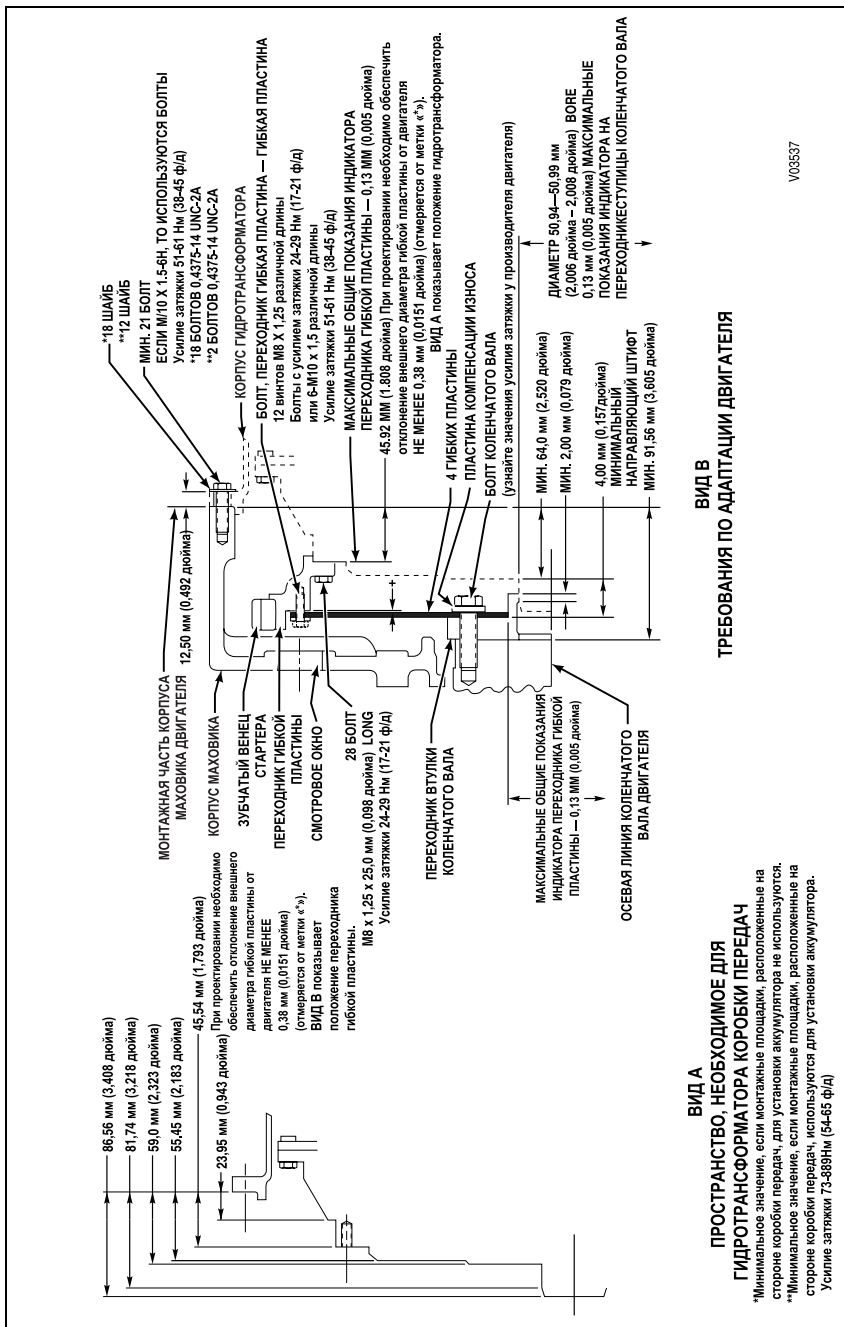 86,56 мм (3,408 дюйма)
81,74 мм (3,218 дюйма)
59,0 мм (2,323 дюйма)
55,45 мм (2,183 дюйма)
45,54 мм (1,793 дюйма)
При проектировании необходимо
обеспечить отклонение внешнего
диаметра гибкой пластины от
двигателя НЕ МЕНЕЕ
0,38 мм (0,0151 дюйма)
(отмеряется от метки «*»).
ВИД В показывает
положение переходника
гибкой пластины.
23,95 мм (0,943 дюйма)
ВИД А
ПРОСТРАНСТВО, НЕОБХОДИМОЕ ДЛЯ
ГИДРОТРАНСФОРМАТОРА КОРОБКИ ПЕРЕДАЧ
*Минимальное значение, если монтажные площадки, расположенные на
стороне коробки передач, для установки аккумулятора не используются.
**Минимальное значение, если монтажные площадки, расположенные на
стороне коробки передач, используются для установки аккумулятора.
Усилие затяжки 73-889Нм (54-65 ф/д)
МОНТАЖНАЯ ЧАСТЬ КОРПУСА
МАХОВИКА ДВИГАТЕЛЯ
12,50 мм (0,492 дюйма)
КОРПУС МАХОВИКА
ЗУБЧАТЫЙ ВЕНЕЦ
СТАРТЕРА
ПЕРЕХОДНИК ГИБКОЙ
ПЛАСТИНЫ
СМОТРОВОЕ ОКНО
28 БОЛТ
M8 x 1,25 x 25,0 мм (0,098 дюйма) LONG
Усилие затяжки 24-29 Нм (17-21 ф/д)
ПЕРЕХОДНИК ВТУЛКИ
КОЛЕНЧАТОГО ВАЛА
МАКСИМАЛЬНЫЕ ОБЩИЕ ПОКАЗАНИЯ
ИНДИКАТОРА ПЕРЕХОДНИКА ГИБКОЙ
ПЛАСТИНЫ — 0,13 ММ (0,005 дюйма)
ОСЕВАЯ ЛИНИЯ КОЛЕНЧАТОГО
ВАЛА ДВИГАТЕЛЯ
*18 ШАЙБ
**12 ШАЙБ
МИН. 21 БОЛТ
ЕСЛИ M/10 X 1.5-6H, ТО ИСПОЛЬЗУЮТСЯ БОЛТЫ
Усилие затяжки 51-61 Нм (38-45 ф/д)
*18 БОЛТОВ 0,4375-14 UNC-2A
**2 БОЛТОВ 0,4375-14 UNC-2A
КОРПУС ГИДРОТРАНСФОРМАТОРА
БОЛТ, ПЕРЕХОДНИК ГИБКАЯ ПЛАСТИНА — ГИБКАЯ ПЛАСТИНА
12 винтов M8 X 1,25 различной длины
Болты с усилием затяжки 24-29 Нм (17-21 ф/д)
или 6-M10 x 1,5 различной длины
Усилие затяжки 51-61 Нм (38-45 ф/д)
МАКСИМАЛЬНЫЕ ОБЩИЕ ПОКАЗАНИЯ ИНДИКАТОРА
ПЕРЕХОДНИКА ГИБКОЙ ПЛАСТИНЫ — 0,13 ММ (0,005 дюйма)
45.92 ММ (1.808 дюйма) При проектировании необходимо обеспечить
отклонение внешнего диаметра гибкой пластины от двигателя
НЕ МЕНЕЕ 0,38 мм (0,0151 дюйма) (отмеряется от метки «*»).
ВИД А показывает положение гидротрансформатора.
4 ГИБКИХ ПЛАСТИНЫ
ПЛАСТИНА КОМПЕНСАЦИИ ИЗНОСА
БОЛТ КОЛЕНЧАТОГО ВАЛА
(узнайте значения усилия затяжки у производителя двигателя)
МИН. 64,0 мм (2,520 дюйма)
МИН. 2,00 мм (0,079 дюйма)
4,00 мм (0,157дюйма)
МИНИМАЛЬНЫЙ
НАПРАВЛЯЮЩИЙ ШТИФТ
МИН. 91,56 мм (3,605 дюйма)
ДИАМЕТР 50,94—50,99 мм
(2,006 дюйма – 2,008 дюйма) BORE
0,13 мм (0,005 дюйма) МАКСИМАЛЬНЫЕ
ПОКАЗАНИЯ ИНДИКАТОРА НА
ПЕРЕХОДНИКЕСТУПИЦЫ КОЛЕНЧАТОГО ВАЛА
ВИД В
ТРЕБОВАНИЯ ПО АДАПТАЦИИ ДВИГАТЕЛЯ
V03537